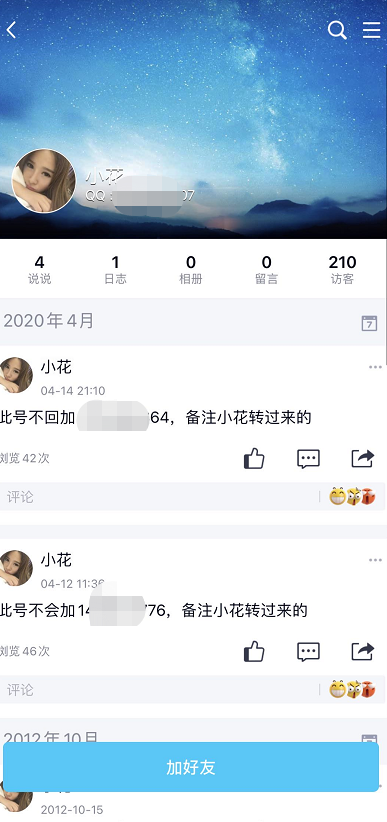 小花
QQ: 07
4 1 0 0 210
说说 日志 相册 留言 访客
2020年4月
7
小花
04-14 21:10
此号不回加 64，备注小花转过来的
浏览42次
评论
小花
04-12 11:36
此号不会加14 776，备注小花转过来的
浏览46次
评论
2012年10月
加好友
2012-10-15